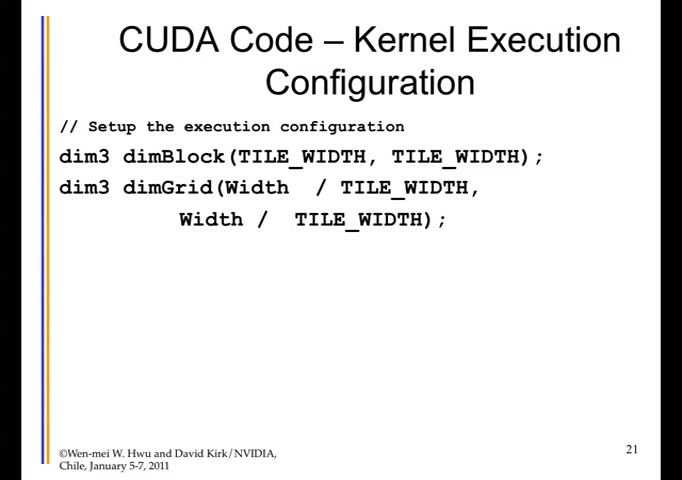 CUDA Code – Kernel Execution
Configuration
// Setup the execution configuration
dim3 dimBlock(TILE_WIDTH, TILE_WIDTH);
dim3 dimGrid(Width  / TILE_WIDTH,
Width /  TILE_WIDTH);
©Wen-mei W. Hwu and David Kirk/NVIDIA,
Chile, January 5-7, 2011
21